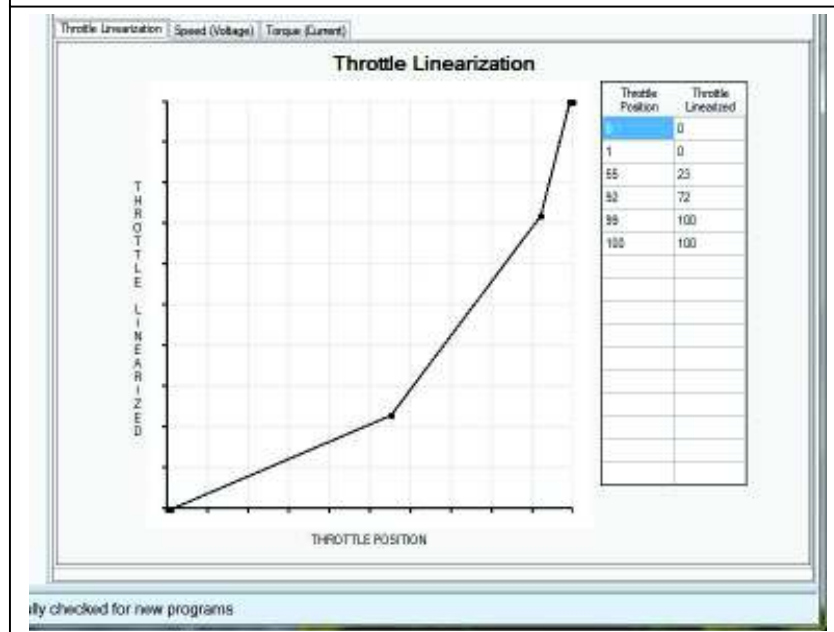 Throttle Linearization Speed (Voltage) Torque (Current)
Throttle Linearization
Throttle Position Throttle Linearized
0
1 0
55 23
92 72
99 100
100 100
THROTTLE LINEARIZED
THROTTLE POSITION
lly checked for new programs